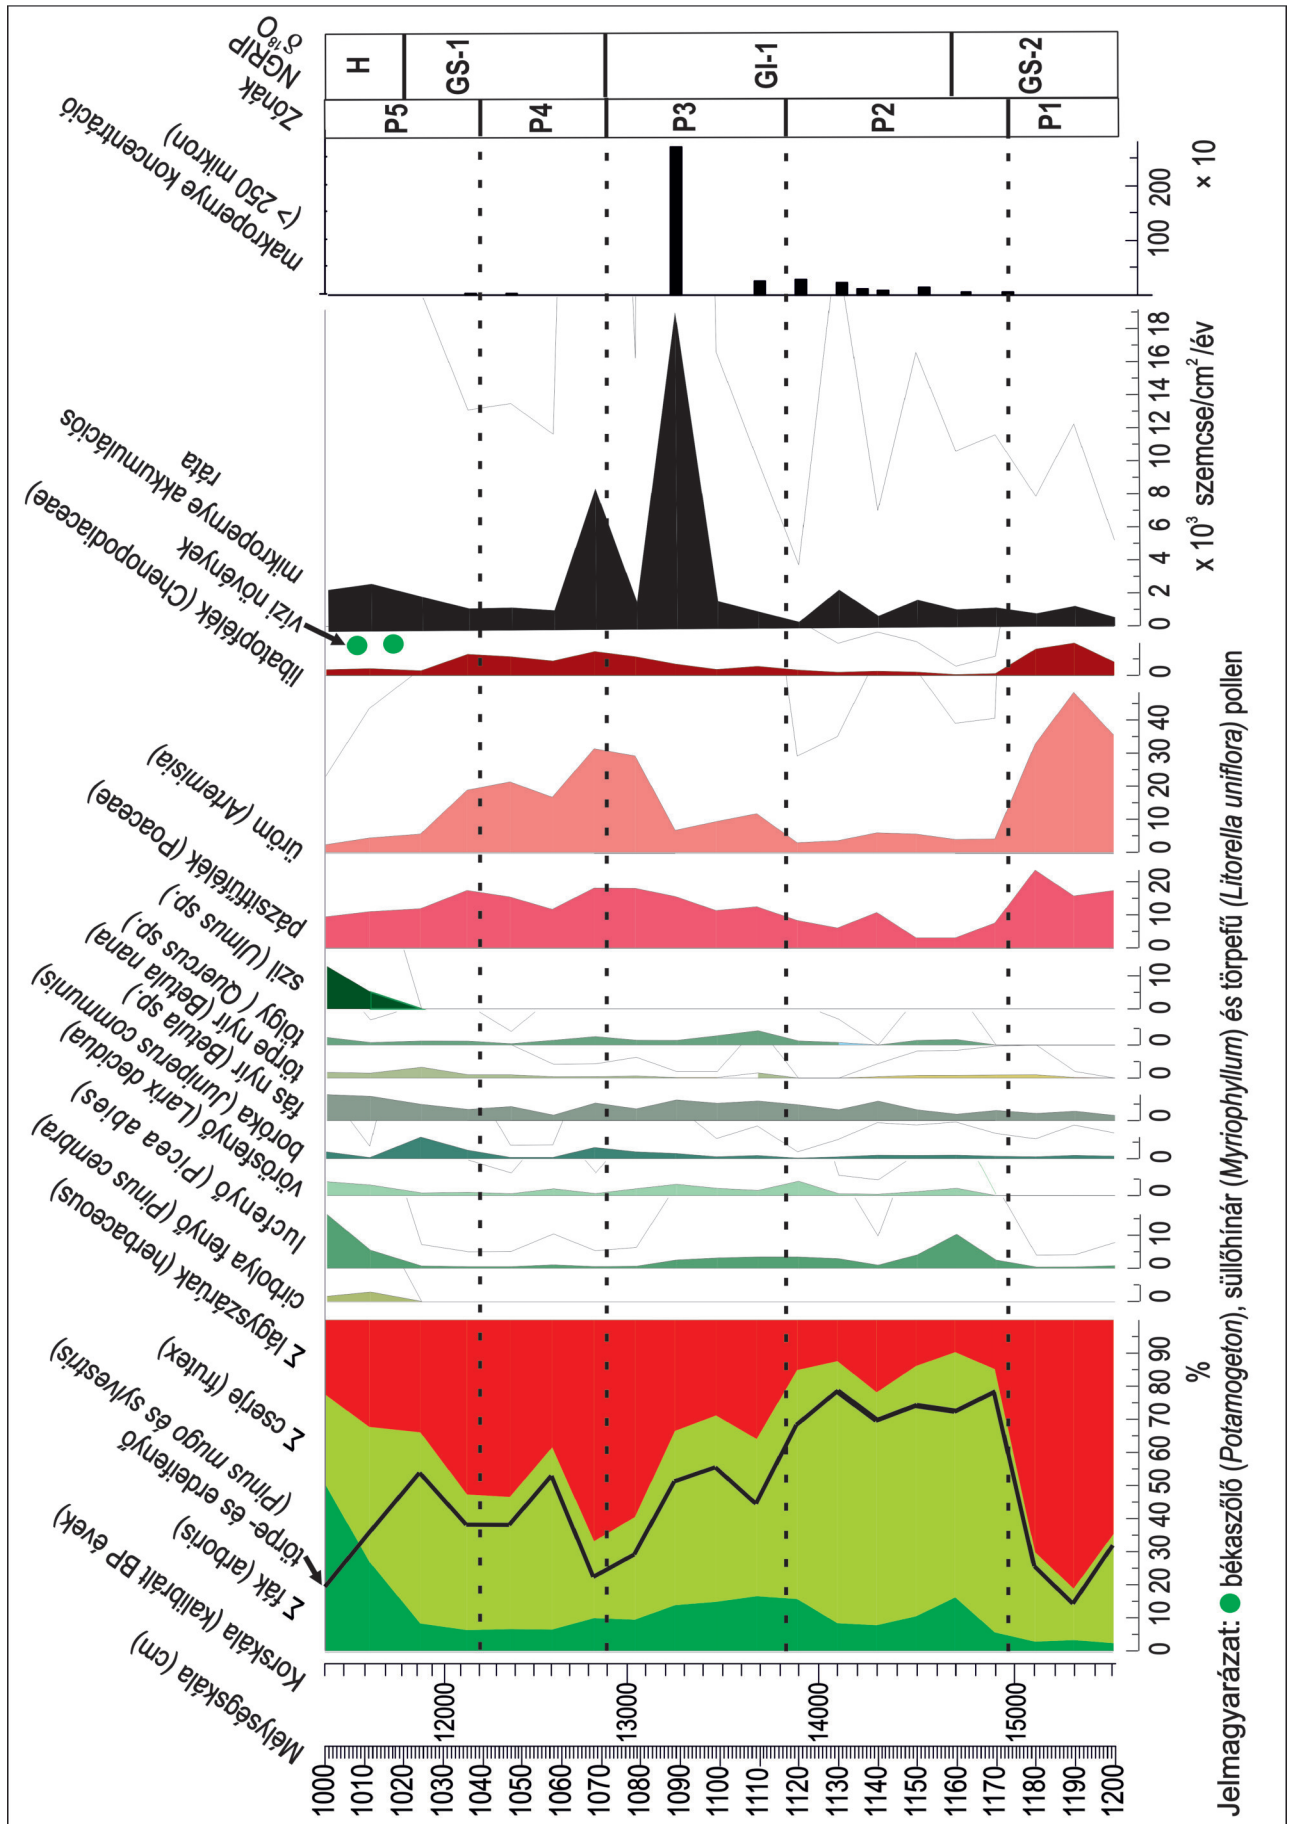 Mélységskála (cm)
Korskála (kalibrált BP évek)
Σ fák (arboris)
törpe- és erdeifenyő
(Pinus mugo és sylvestris)
Σ cserje (frutex)
Σ lágyszárúak (herbaceous)
cirbolya fenyő (Pinus cembra)
lucfenyő (Picea abies)
vörösfenyő (Larix decidua)
boróka (Juniperus communis)
fás nyír (Betula sp.)
törpe nyír (Betula nana)
tölgy ( Quercus sp.)
szil (Ulmus sp.)
pázsitfűfélék (Poaceae)
üröm (Artemisia)
libatopfélék (Chenopodiaceae)
vízi növények
mikropernye akkumulációs
ráta
makropernye koncentráció
(> 250 mikron)
Zónák
NGRIP
δ¹⁸O
1000
1010
1020
1030
1040
1050
1060
1070
1080
1090
1100
1110
1120
1130
1140
1150
1160
1170
1180
1190
1200
12000
13000
14000
15000
P5
P4
P3
P2
P1
H
GS-1
GI-1
GS-2
0 10 20 30 40 50 60 70 80 90
%
0
0 10
0
0
0
0
0
0 10
0 10 20
0 10 20 30 40
0
0 2 4 6 8 10 12 14 16 18
x 10³ szemcse/cm²/év
100 200
× 10
Jelmagyarázat: békaszőlő (Potamogeton), süllőhínár (Myriophyllum) és törpefű (Litorella uniflora) pollen